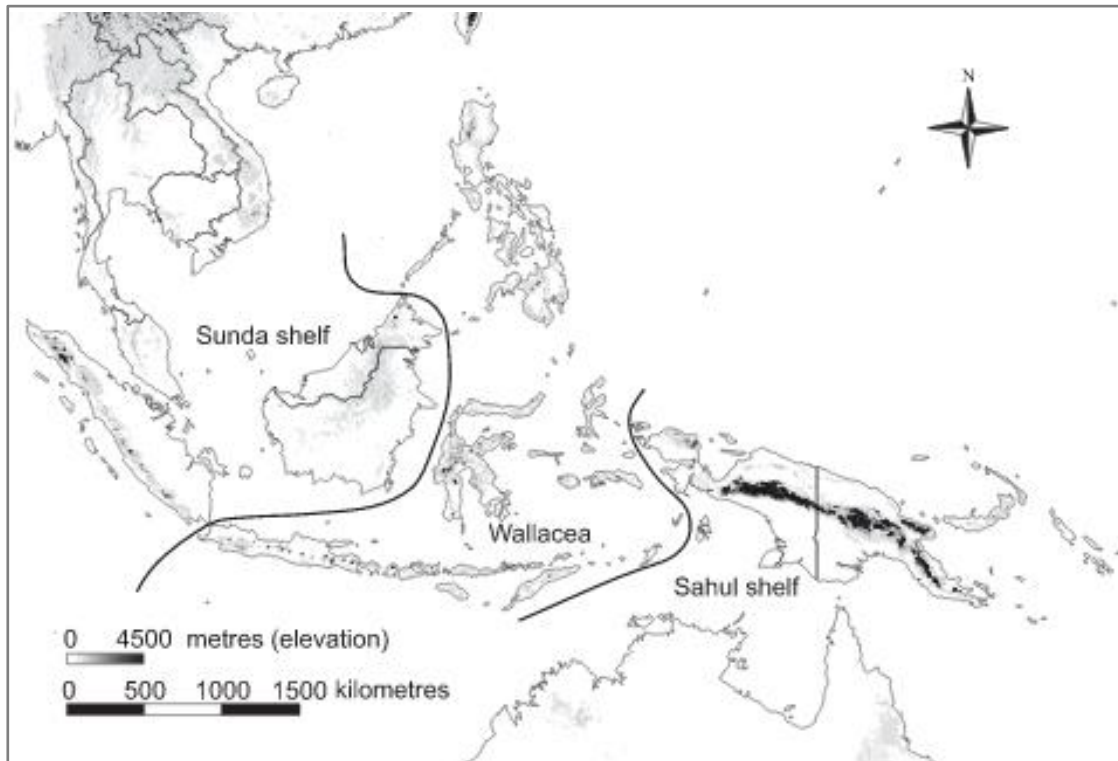 N
Sunda shelf
Wallacea
Sahul shelf
0 4500 metres (elevation)
0 500 1000 1500 kilometres